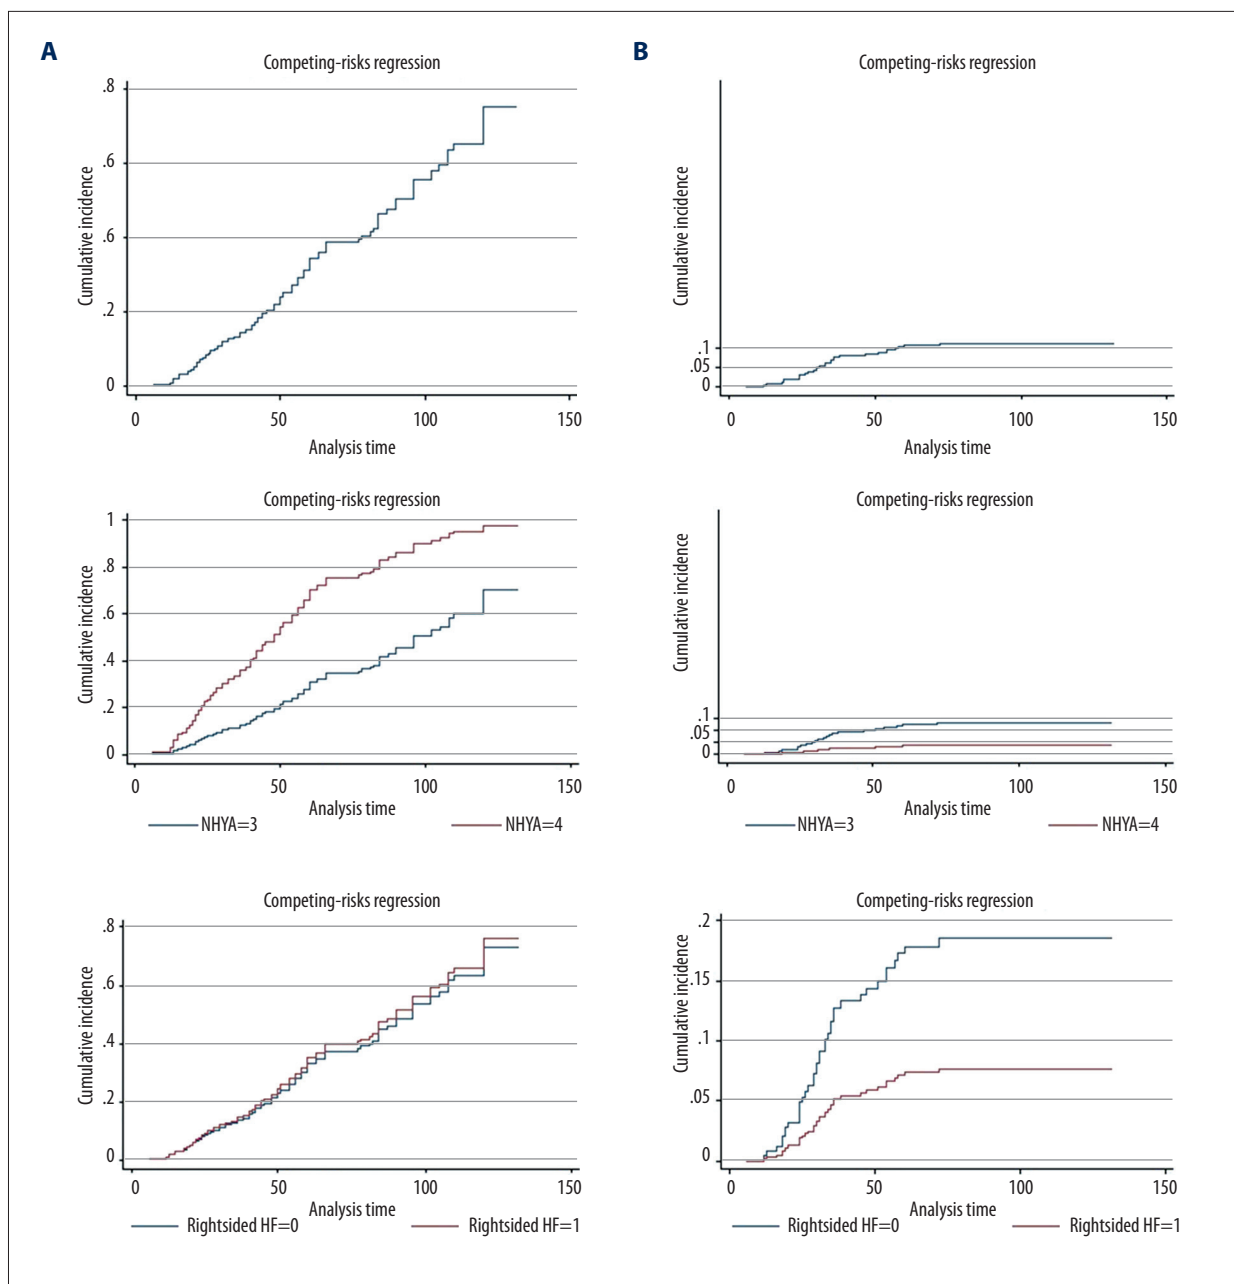 A
Competing-risks regression
.8
.6
.6
.2
0
Cumulative incidence
0 50 100 150
Analysis time
B
Competing-risks regression
.1
.05
0
Cumulative incidence
0 50 100 150
Analysis time
Competing-risks regression
1
.8
.6
.4
.2
0
Cumulative incidence
0 50 100 150
Analysis time
NHYA=3 NHYA=4
Competing-risks regression
.1
.05
0
Cumulative incidence
0 50 100 150
Analysis time
NHYA=3 NHYA=4
Competing-risks regression
.8
.6
.4
.2
0
Cumulative incidence
0 50 100 150
Analysis time
Rightsided HF=0 Rightsided HF=1
Competing-risks regression
.2
.15
.1
.05
0
Cumulative incidence
0 50 100 150
Analysis time
Rightsided HF=0 Rightsided HF=1